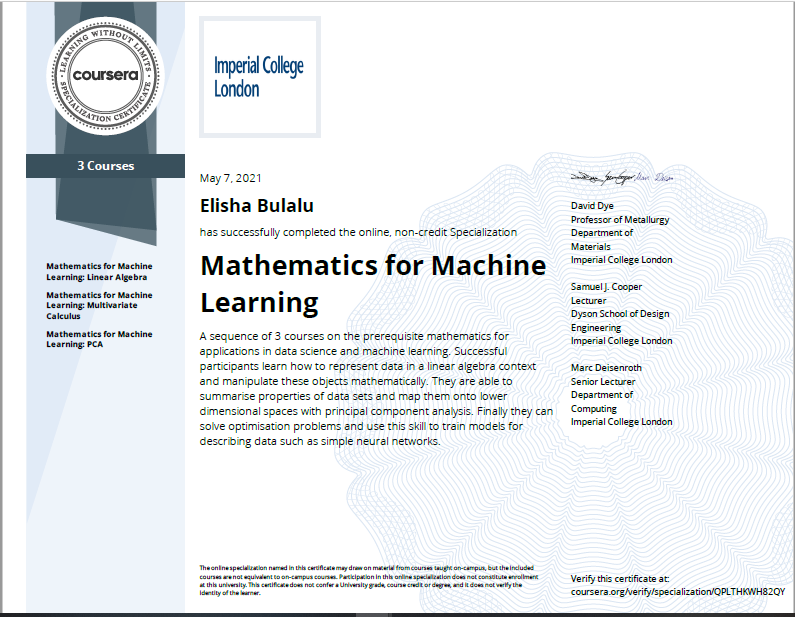 LEARNING WITHOUT LIMITS
coursera
SPECIALIZATION CERTIFICATE
3 Courses
Mathematics for Machine
Learning: Linear Algebra
Mathematics for Machine
Learning: Multivariate
Calculus
Mathematics for Machine
Learning: PCA
Imperial College
London
May 7, 2021
Elisha Bulalu
has successfully completed the online, non-credit Specialization
Mathematics for Machine
Learning
A sequence of 3 courses on the prerequisite mathematics for
applications in data science and machine learning. Successful
participants learn how to represent data in a linear algebra context
and manipulate these objects mathematically. They are able to
summarise properties of data sets and map them onto lower
dimensional spaces with principal component analysis. Finally they can
solve optimisation problems and use this skill to train models for
describing data such as simple neural networks.
The online specialization named in this certificate may draw on material from courses taught on-campus, but the included
courses are not equivalent to on-campus courses. Participation in this online specialization does not constitute enrollment
at this university. This certificate does not confer a University grade, course credit or degree, and it does not verify the
identity of the learner.
David Dye
Professor of Metallurgy
Department of
Materials
Imperial College London
Samuel J. Cooper
Lecturer
Dyson School of Design
Engineering
Imperial College London
Marc Deisenroth
Senior Lecturer
Department of
Computing
Imperial College London
Verify this certificate at:
coursera.org/verify/specialization/QPLTHKWH82QY